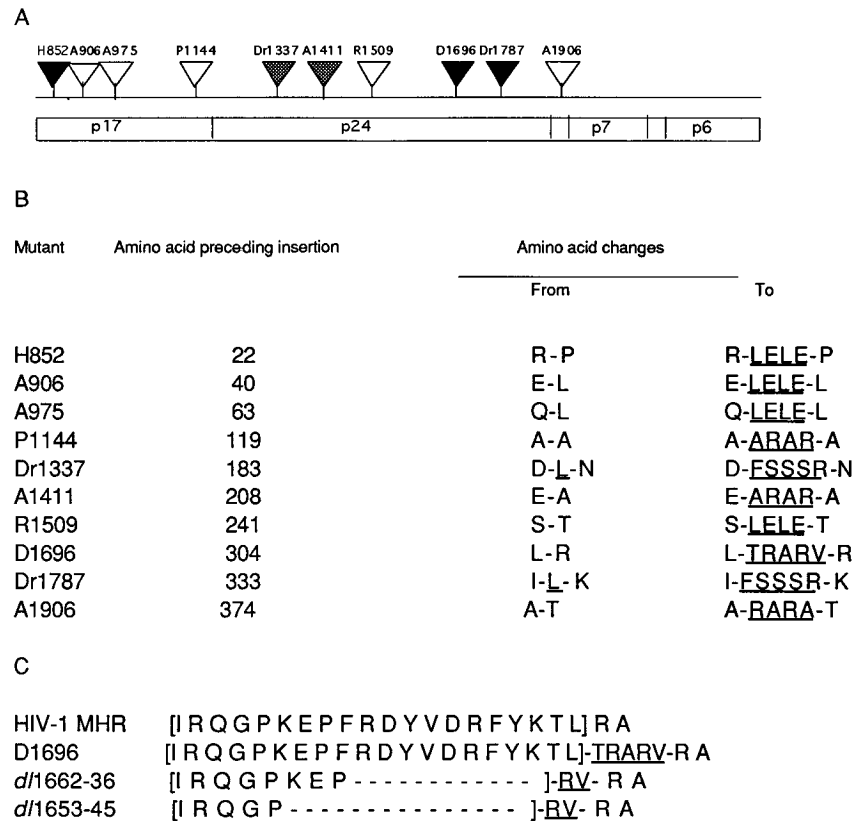 A
H852 A906 A975 P1144 Dr1337 A1411 R1509 D1696 Dr1787 A1906
p17 p24 p7 p6
B
Mutant Amino acid preceding insertion Amino acid changes
From To
H852 22 R-P R-LELE-P
A906 40 E-L E-LELE-L
A975 63 Q-L Q-LELE-L
P1144 119 A-A A-ARAR-A
Dr1337 183 D-L-N D-FSSSR-N
A1411 208 E-A E-ARAR-A
R1509 241 S-T S-LELE-T
D1696 304 L-R L-TRARV-R
Dr1787 333 I-L-K I-FSSSR-K
A1906 374 A-T A-RARA-T
C
HIV-1 MHR [I R Q G P K E P F R D Y V D R F Y K T L] R A
D1696 [I R Q G P K E P F R D Y V D R F Y K T L]-TRARV-R A
dl1662-36 [I R Q G P K E P - - - - - - - - - - - - ]-RV- R A
dl1653-45 [I R Q G P - - - - - - - - - - - - - - - ]-RV- R A